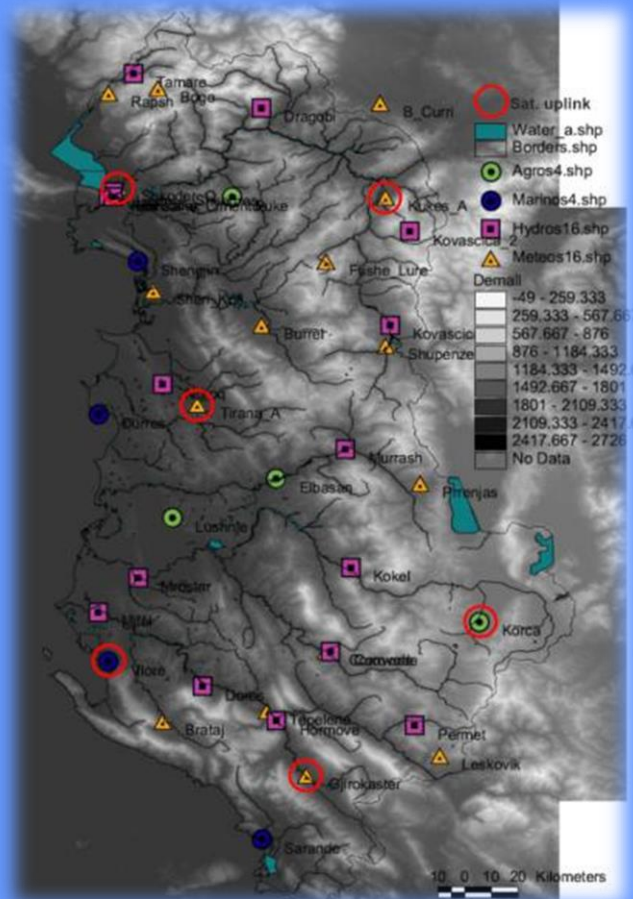 Tamare
Rapsh
Boge
Dragobi
B_Curri
Sat. uplink
Water_a.shp
Borders.shp
Agros4.shp
Marinos4.shp
Hydros16.shp
Meteos16.shp
Kukes_A
Kovascica_2
Shengjin
Fushe_Lure
Burrel
Kovascic
Shupenze
Demall
-49 - 259.333
259.333 - 567.66
567.667 - 876
876 - 1184.333
1184.333 - 1492.
1492.667 - 1801
1801 - 2109.333
2109.333 - 2417.
2417.667 - 2726
No Data
Tirana_A
Durres
Murrash
Elbasan
Prrenjas
Lushnje
Kokel
Mrostar
Korca
Vlore
Dores
Tepelene
Hormove
Brataj
Permet
Leskovik
Gjirokaster
Sarande
10 0 10 20 Kilometers